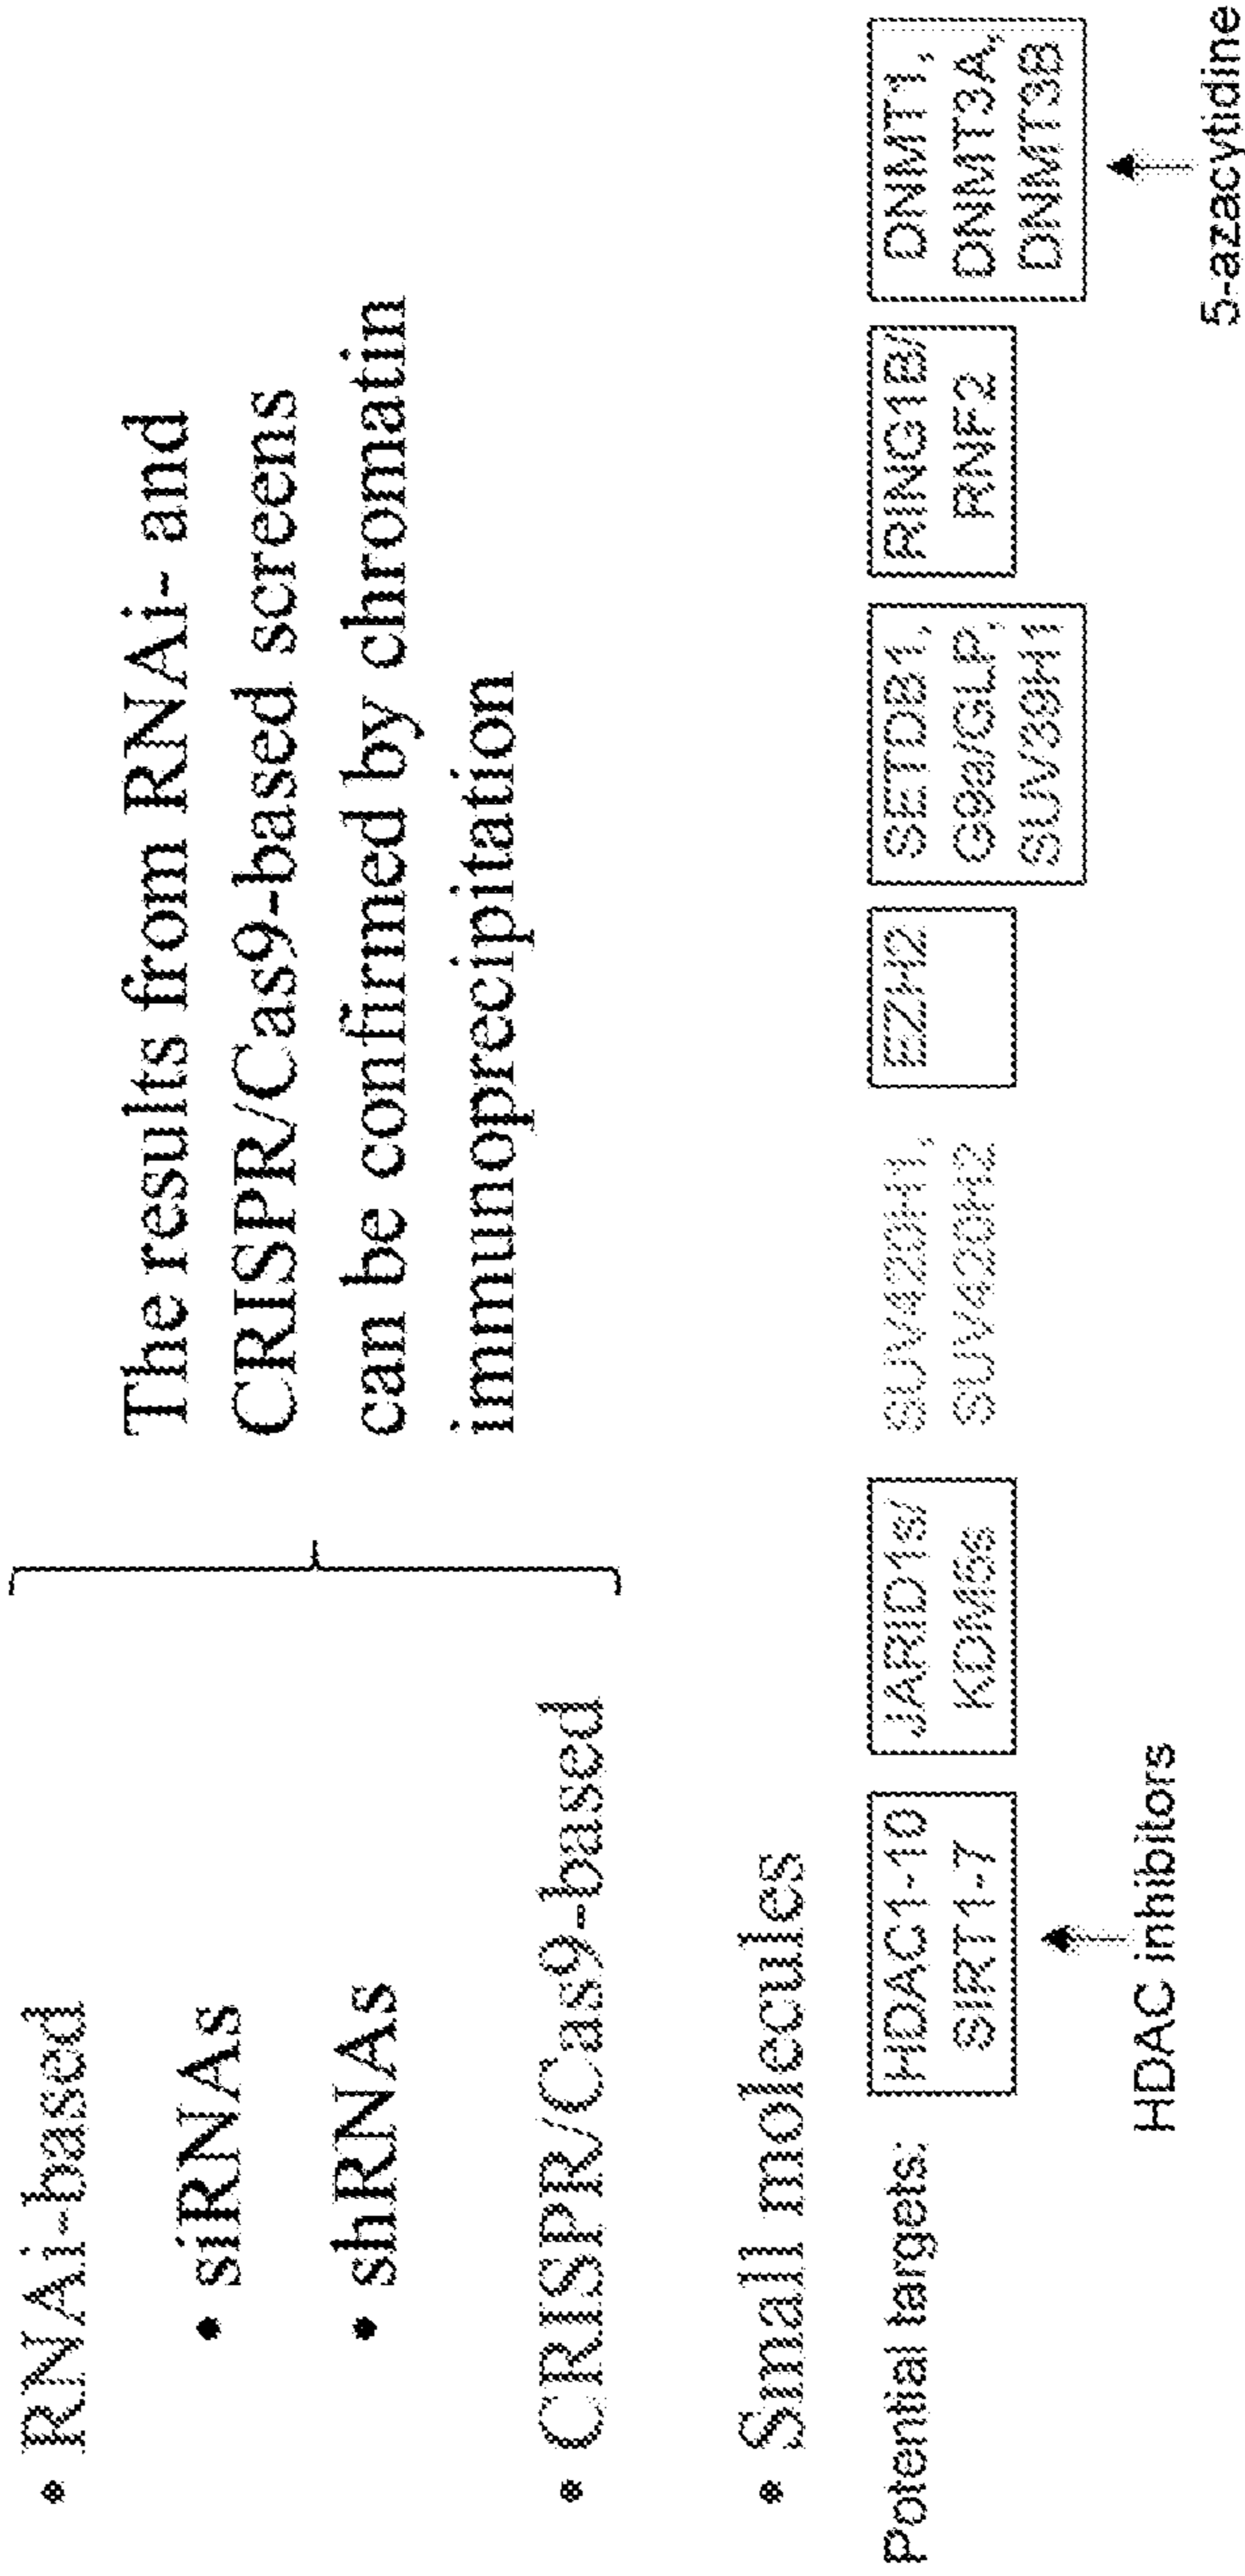 • RNAi-based
• siRNAs
• shRNAs
• CRISPR/Cas9-based
The results from RNAi- and
CRISPR/Cas9-based screens
can be confirmed by chromatin
immunoprecipitation
• Small molecules
Potential targets:
HDAC1-10
SIRT1-7
JARID1s/
KDM5s
SUV420H1,
SUV420H2
EZH2
SETDB1,
G9a/GLP,
SUV39H1
RING1B/
RNF2
DNMT1,
DNMT3A,
DNMT3B
HDAC inhibitors
5-azacytidine